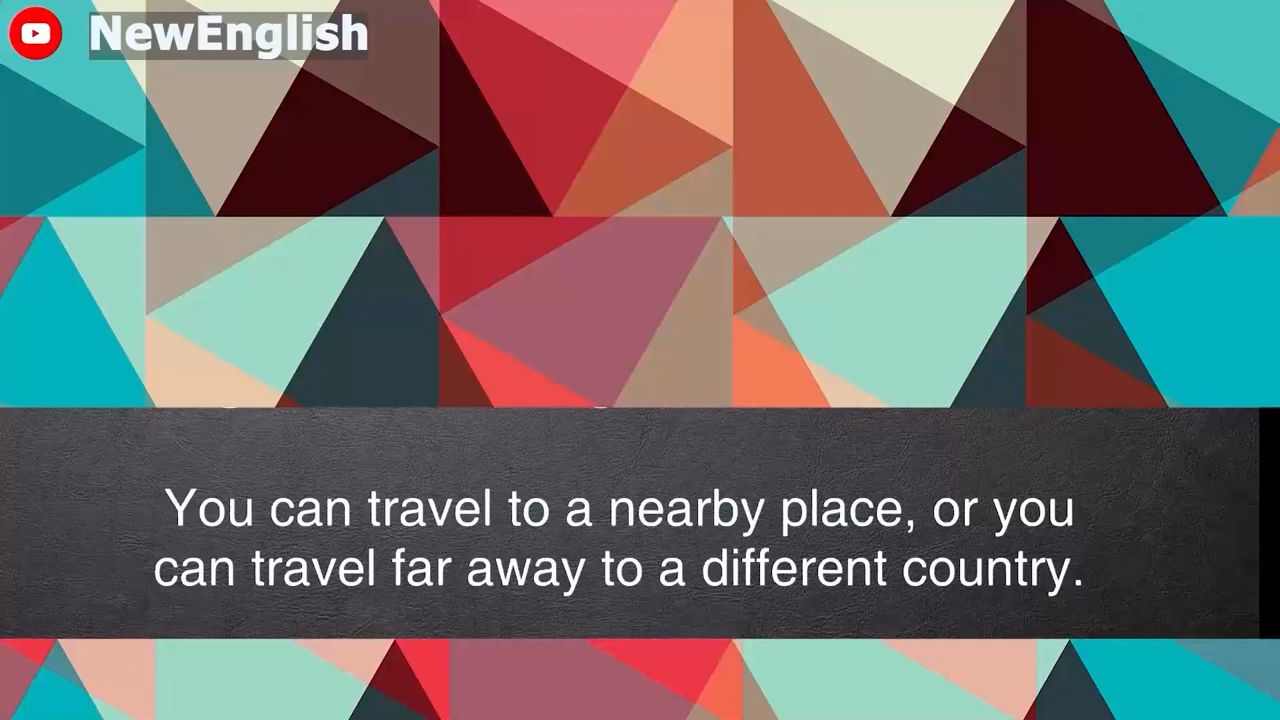 NewEnglish
You can travel to a nearby place, or you
can travel far away to a different country.